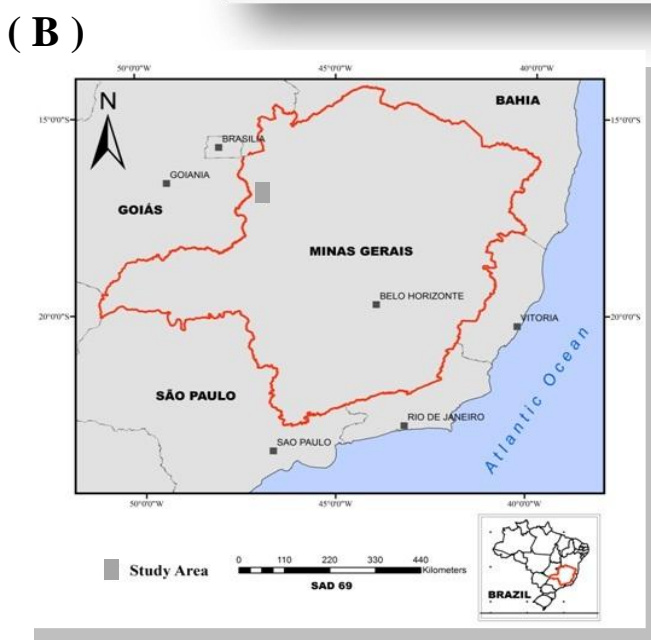 ( B )
50°0'0"W 45°0'0"W 40°0'0"W
N
BAHIA
15°0'0"S 15°0'0"S
BRASILIA
GOIANIA
GOIÁS
MINAS GERAIS
BELO HORIZONTE
20°0'0"S 20°0'0"S
VITORIA
SÃO PAULO
RIO DE JANEIRO
SAO PAULO
Atlantic Ocean
50°0'0"W 45°0'0"W 40°0'0"W
Study Area
0 55 110 220 330 440
Kilometers
SAD 69
BRAZIL